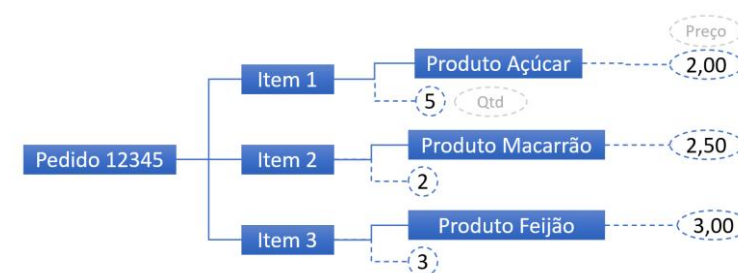 Preço
Item 1
Produto Açúcar
2,00
5
Qtd
Pedido 12345
Item 2
Produto Macarrão
2,50
2
Item 3
Produto Feijão
3,00
3